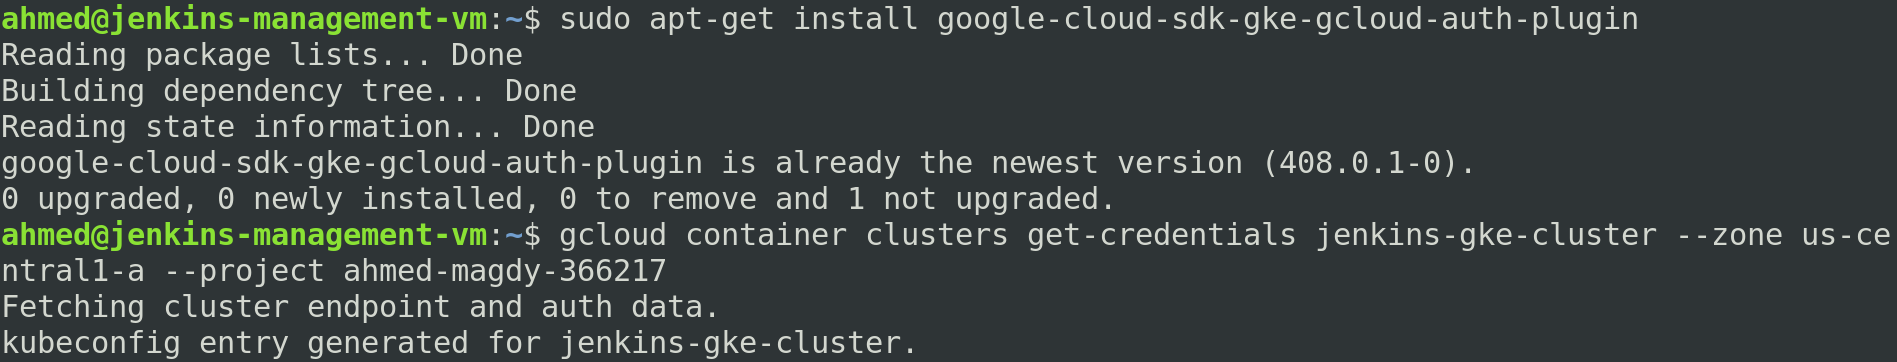 ahmed@jenkins-management-vm:~$ sudo apt-get install google-cloud-sdk-gke-gcloud-auth-plugin
Reading package lists... Done
Building dependency tree... Done
Reading state information... Done
google-cloud-sdk-gke-gcloud-auth-plugin is already the newest version (408.0.1-0).
0 upgraded, 0 newly installed, 0 to remove and 1 not upgraded.
ahmed@jenkins-management-vm:~$ gcloud container clusters get-credentials jenkins-gke-cluster --zone us-ce
ntral1-a --project ahmed-magdy-366217
Fetching cluster endpoint and auth data.
kubeconfig entry generated for jenkins-gke-cluster.